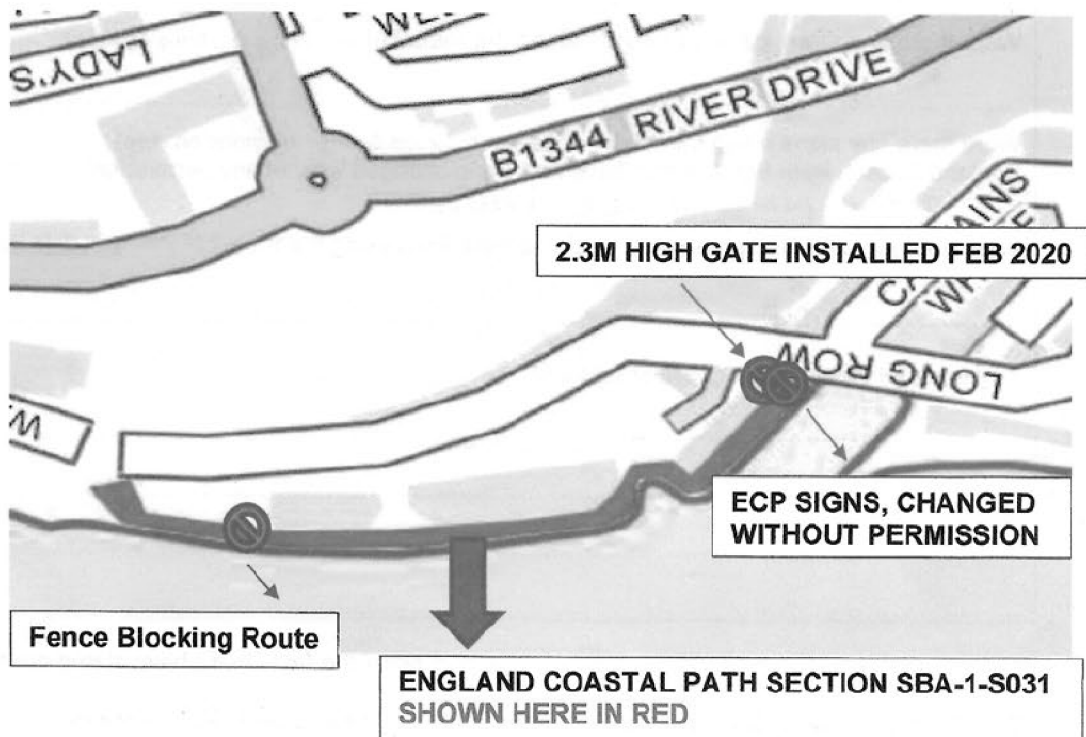 LADY'S
B1344 RIVER DRIVE
2.3M HIGH GATE INSTALLED FEB 2020
LONG ROW
ECP SIGNS, CHANGED
WITHOUT PERMISSION
Fence Blocking Route
ENGLAND COASTAL PATH SECTION SBA-1-S031
SHOWN HERE IN RED